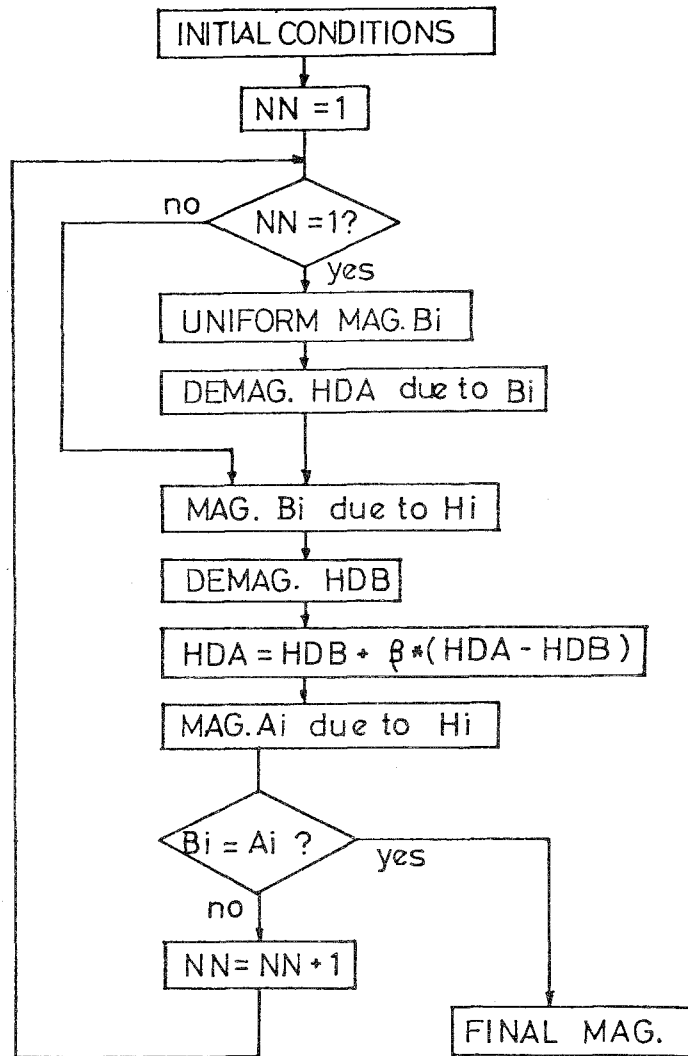 INITIAL CONDITIONS
NN = 1
no
NN = 1?
yes
UNIFORM MAG. Bi
DEMAG. HDA due to Bi
MAG. Bi due to Hi
DEMAG. HDB
HDA = HDB + β*(HDA - HDB)
MAG. Ai due to Hi
Bi = Ai ?
yes
no
NN = NN + 1
FINAL MAG.